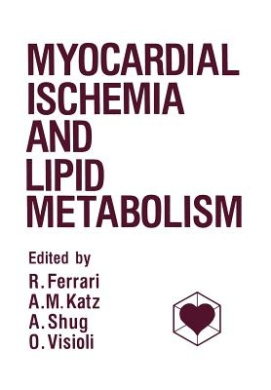 MYOCARDIAL
ISCHEMIA
AND
LIPID
METABOLISM
Edited by
R. Ferrari
A.M. Katz
A. Shug
O. Visioli